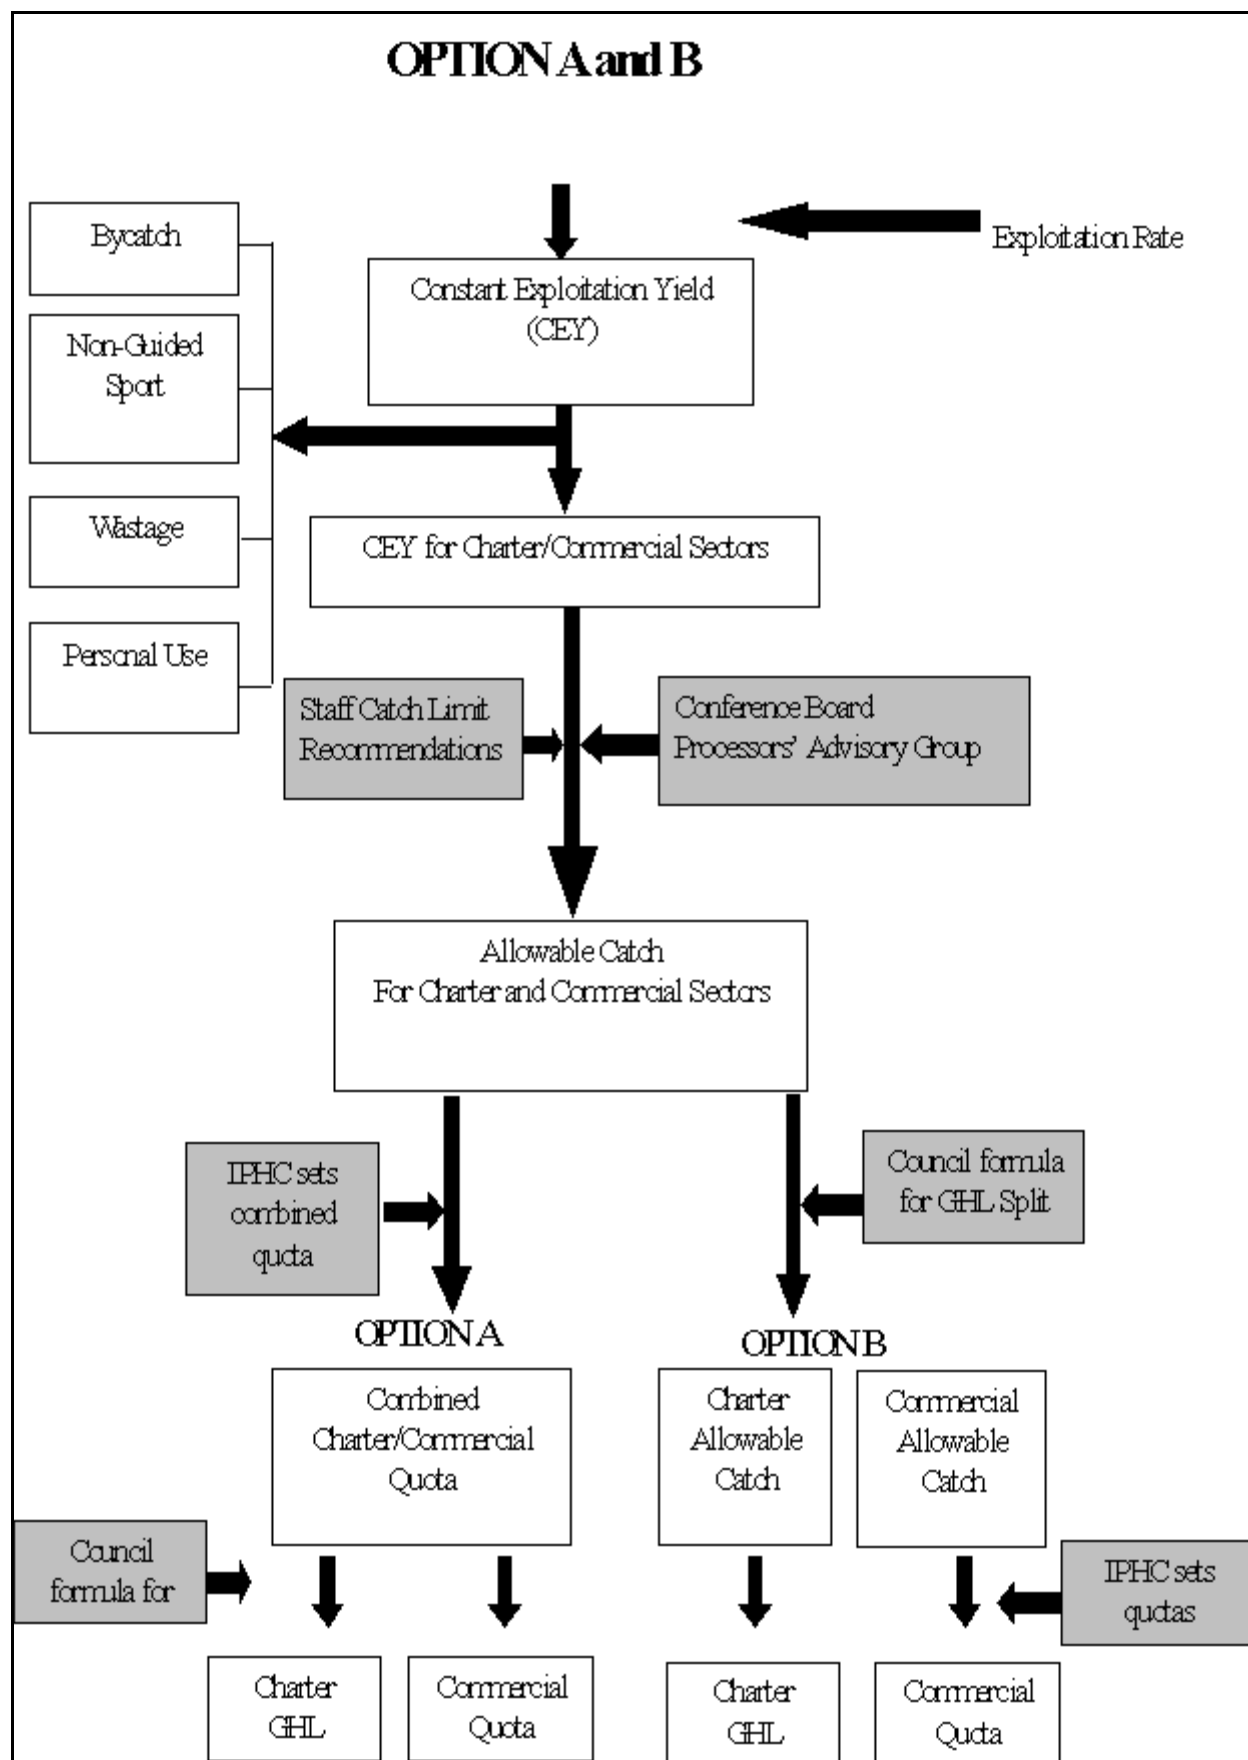 OPTION A and B
Exploitation Rate
Constant Exploitation Yield
(CEY)
Bycatch
Non-Guided
Sport
Wastage
Personal Use
CEY for Charter/Commercial Sectors
Staff Catch Limit
Recommendations
Conference Board
Processors’ Advisory Group
Allowable Catch
For Charter and Commercial Sectors
IPHC sets
combined
quota
Council formula
for GHL Split
OPTION A
OPTION B
Combined
Charter/Commercial
Quota
Charter
Allowable
Catch
Commercial
Allowable
Catch
Council
formula for
IPHC sets
quotas
Charter
GHL
Commercial
Quota
Charter
GHL
Commercial
Quota